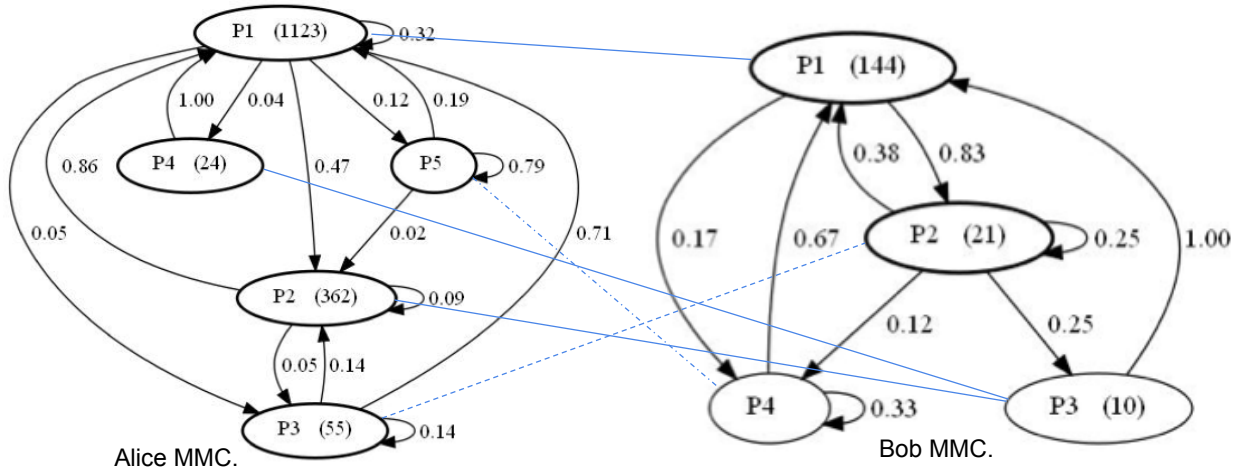 P1 (1123)
0.32
1.00
0.04
0.12
0.19
P4 (24)
P5
0.79
0.86
0.47
0.02
0.05
0.71
P2 (362)
0.09
0.05
0.14
P3 (55)
0.14
Alice MMC.
P1 (144)
0.38
0.83
0.17
0.67
P2 (21)
0.25
1.00
0.12
0.25
P4
0.33
P3 (10)
Bob MMC.